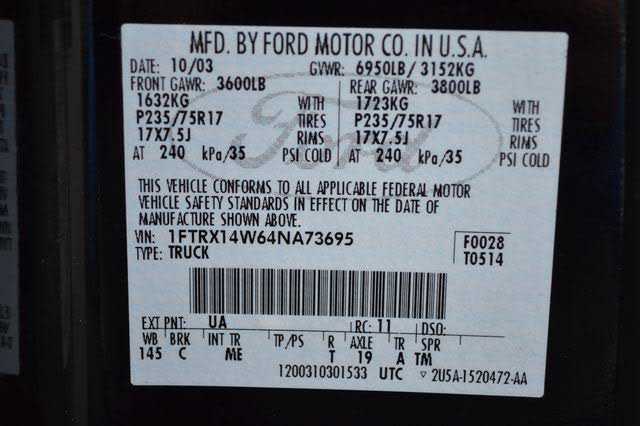 MFD. BY FORD MOTOR CO. IN U.S.A.
DATE: 10/03 GVWR: 6950LB/ 3152KG
FRONT GAWR: 3600LB REAR GAWR: 3800LB
1632KG WITH 1723KG WITH
P235/75R17 TIRES P235/75R17 TIRES
17X7.5J RIMS 17X7.5J RIMS
AT 240 kPa/35 PSI COLD AT 240 kPa/35 PSI COLD
Ford
THIS VEHICLE CONFORMS TO ALL APPLICABLE FEDERAL MOTOR
VEHICLE SAFETY STANDARDS IN EFFECT ON THE DATE OF
MANUFACTURE SHOWN ABOVE.
VIN: 1FTRX14W64NA73695 F0028
TYPE: TRUCK T0514
EXT PNT: UA RC: 11 DSO:
WB BRK INT TR TP/PS R AXLE TR SPR
145 C ME T 19 A TM
1200310301533 UTC ▽ 2U5A-1520472-AA